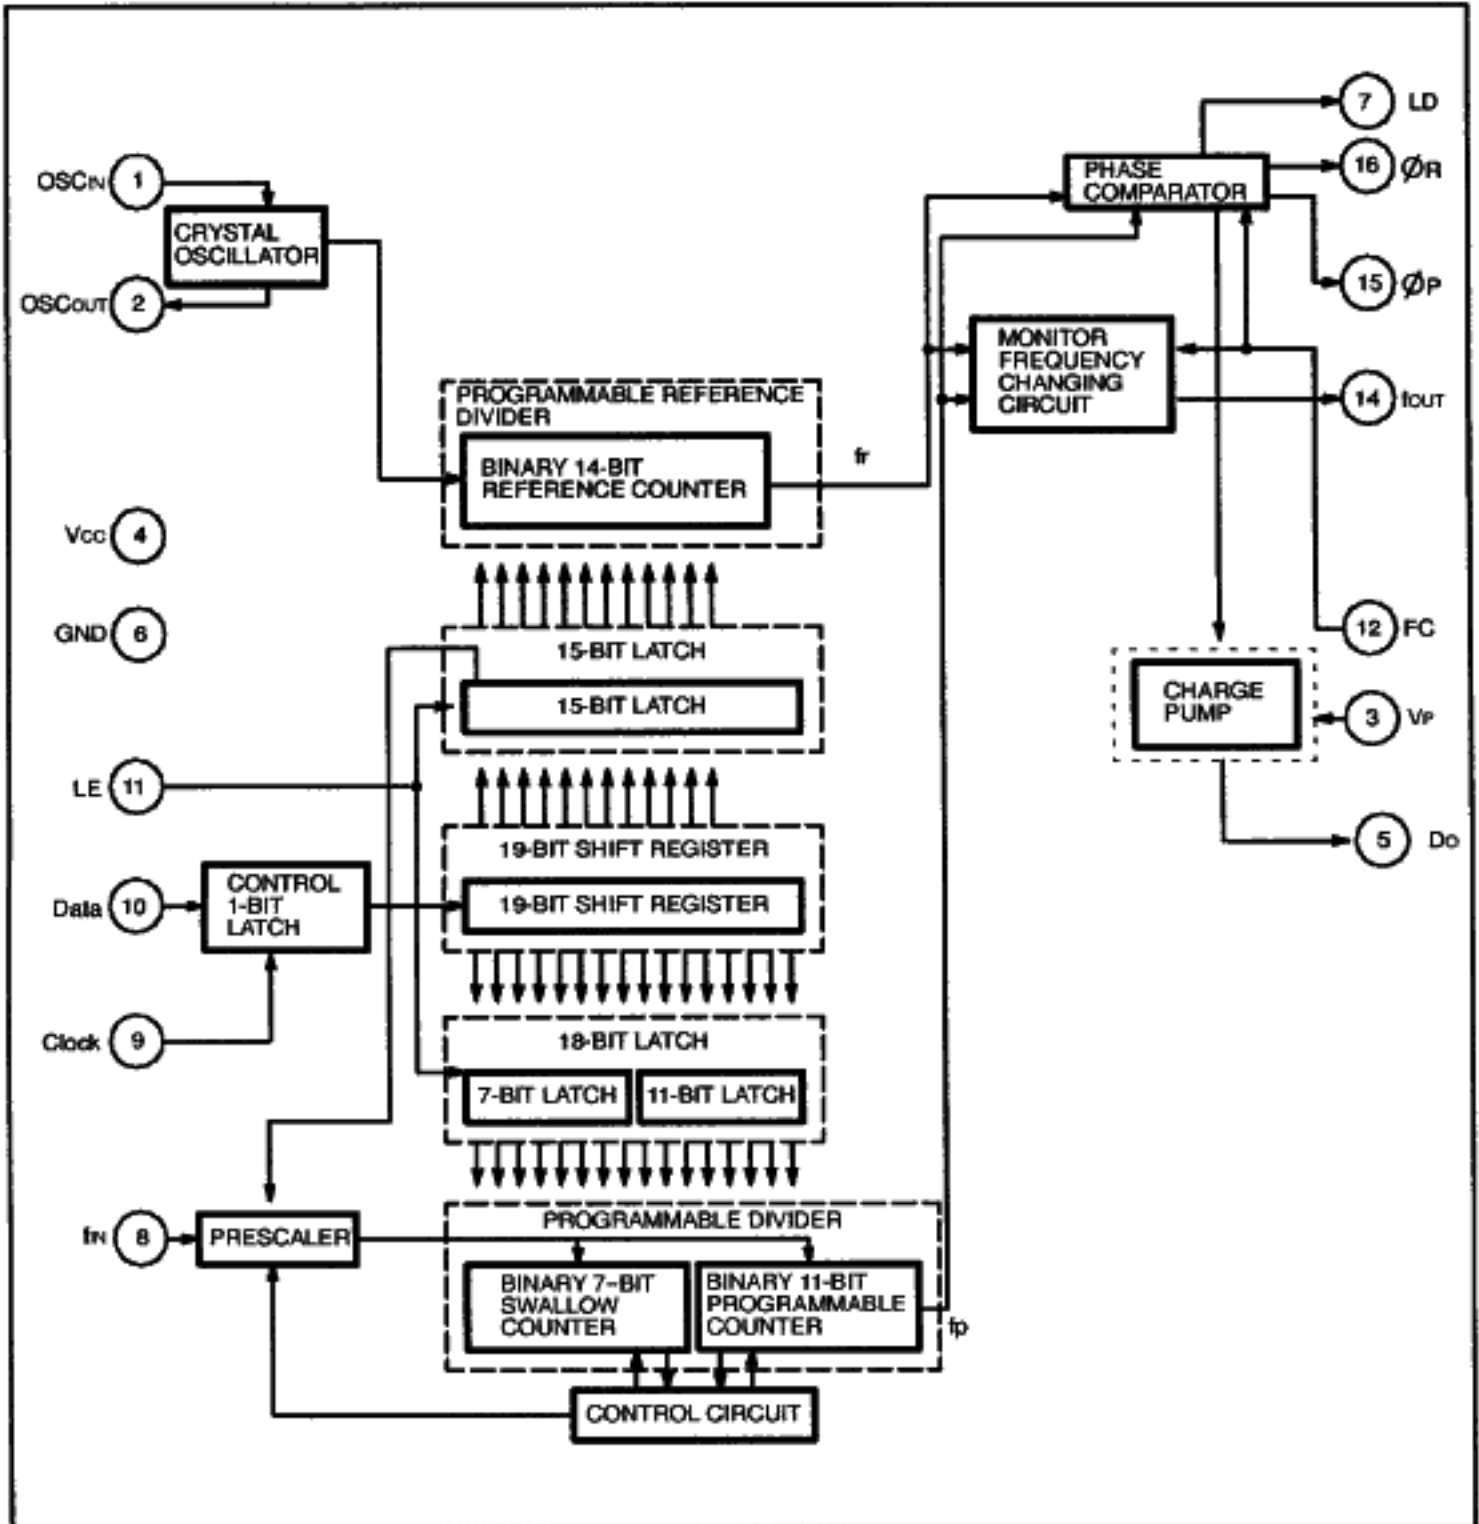 7 LD
PHASE
COMPARATOR
16 ØR
OSCIN 1
CRYSTAL
OSCILLATOR
OSCOUT 2
15 ØP
MONITOR
FREQUENCY
CHANGING
CIRCUIT
14 fOUT
PROGRAMMABLE REFERENCE
DIVIDER
BINARY 14-BIT
REFERENCE COUNTER
fr
Vcc 4
GND 6
12 FC
15-BIT LATCH
15-BIT LATCH
CHARGE
PUMP
3 VP
LE 11
5 Do
19-BIT SHIFT REGISTER
19-BIT SHIFT REGISTER
Data 10
CONTROL
1-BIT
LATCH
Clock 9
18-BIT LATCH
7-BIT LATCH
11-BIT LATCH
fIN 8
PRESCALER
PROGRAMMABLE DIVIDER
BINARY 7-BIT
SWALLOW
COUNTER
BINARY 11-BIT
PROGRAMMABLE
COUNTER
fp
CONTROL CIRCUIT